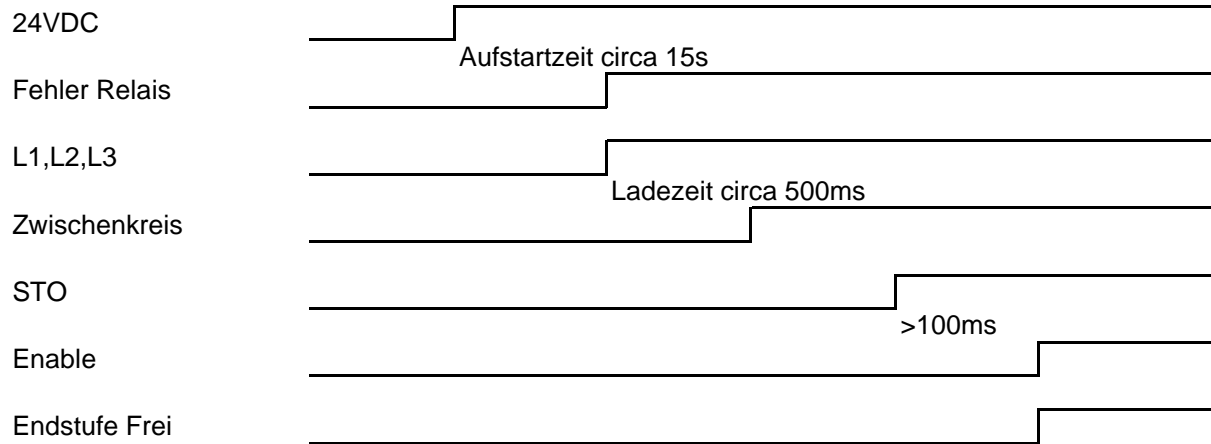 24VDC
Aufstartzeit circa 15s
Fehler Relais
L1,L2,L3
Ladezeit circa 500ms
Zwischenkreis
STO
>100ms
Enable
Endstufe Frei